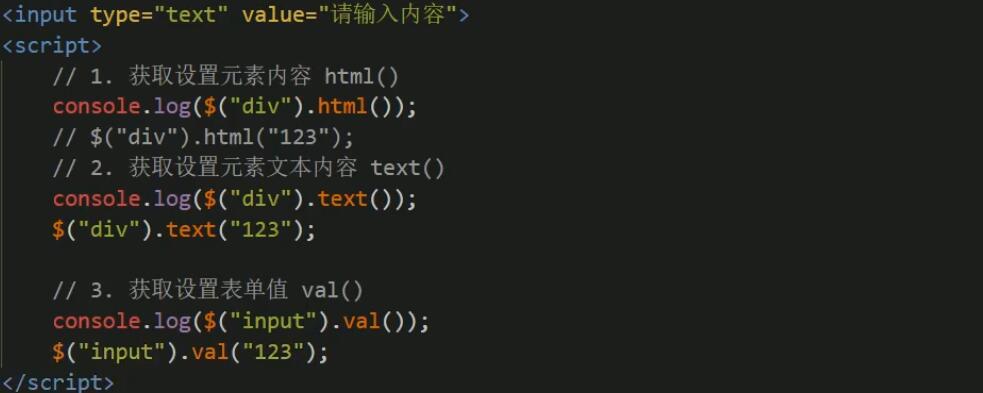 <input type="text" value="请输入内容">
<script>
// 1. 获取设置元素内容 html()
console.log($("div").html());
// $("div").html("123");
// 2. 获取设置元素文本内容 text()
console.log($("div").text());
$("div").text("123");
// 3. 获取设置表单值 val()
console.log($("input").val());
$("input").val("123");
</script>